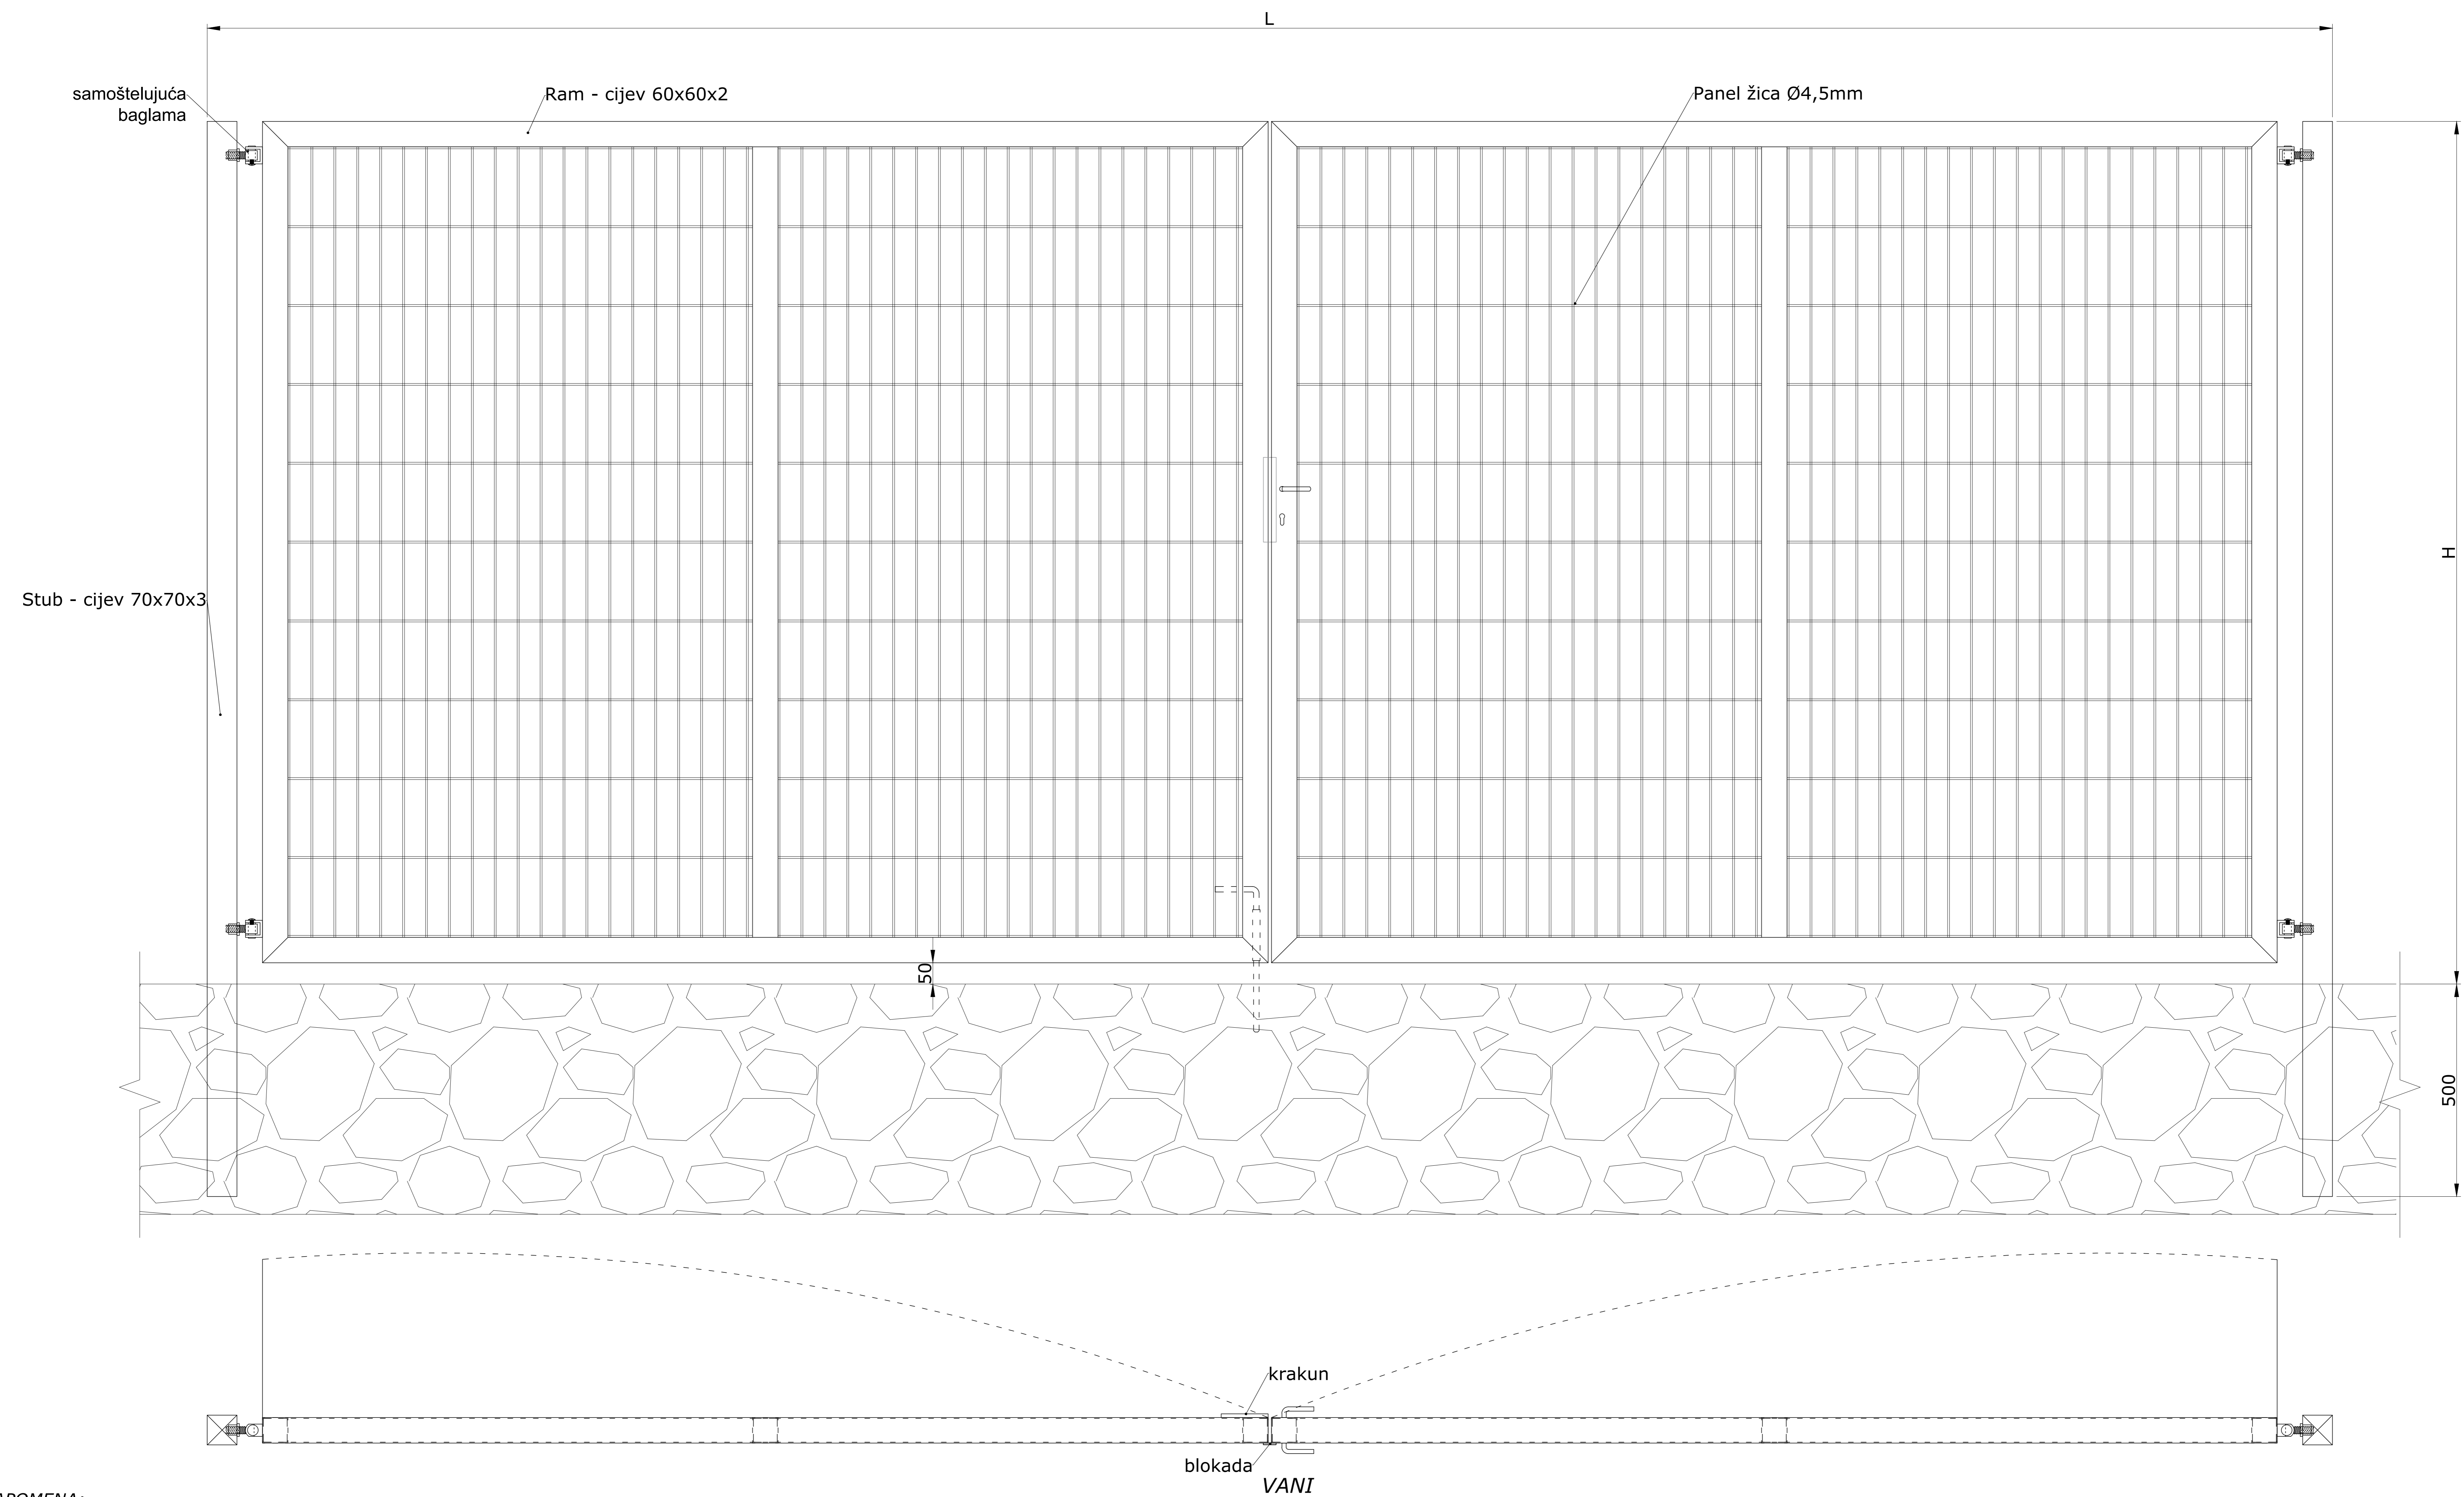 L
samoštelujuća
baglama
Ram - cijev 60x60x2
Panel žica Ø4,5mm
H
Stub - cijev 70x70x3
50
500
krakun
blokada
VANI